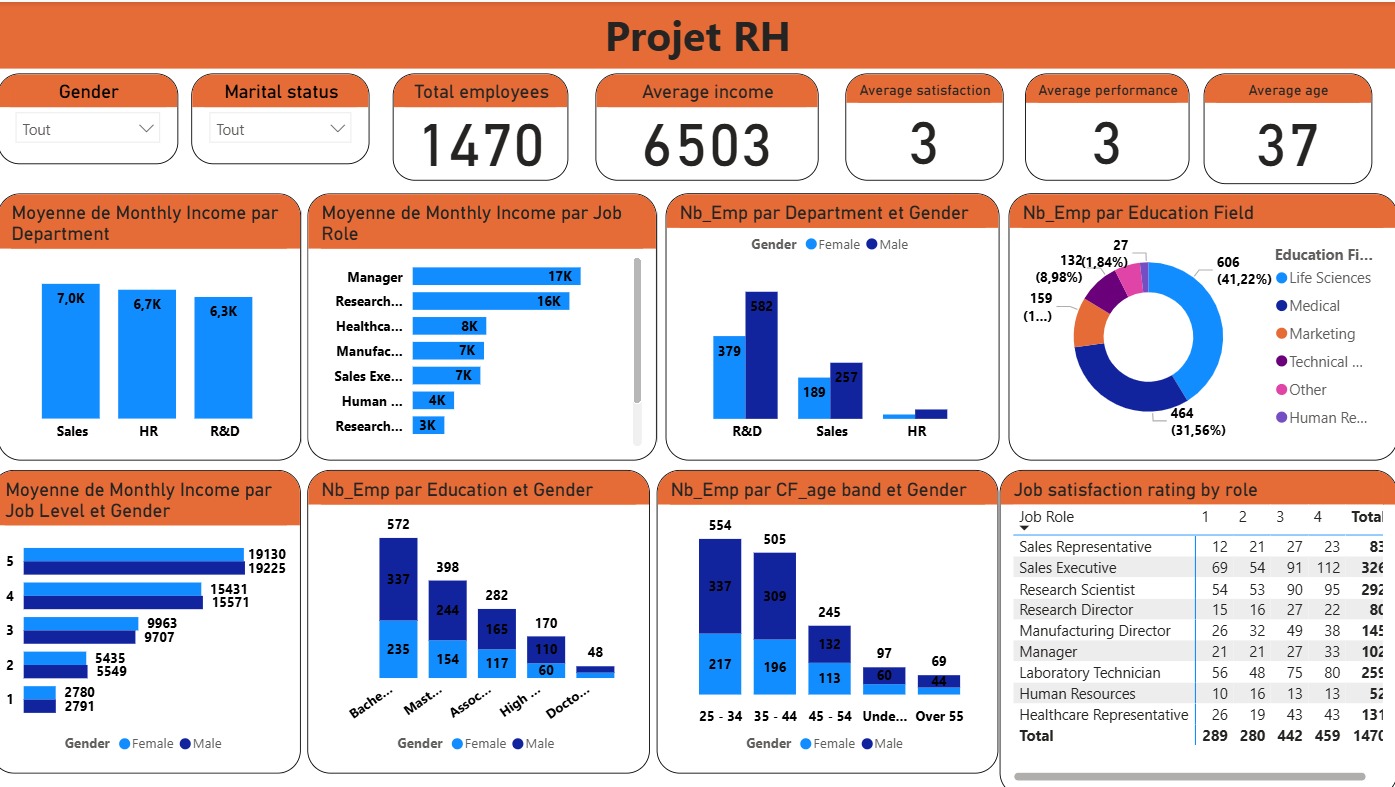 Projet RH
Gender
Tout
Marital status
Tout
Total employees
1470
Average income
6503
Average satisfaction
3
Average performance
3
Average age
37
Moyenne de Monthly Income par
Department
7,0K
6,7K
6,3K
Sales
HR
R&D
Moyenne de Monthly Income par Job
Role
Manager 17K
Research... 16K
Healthca... 8K
Manufac... 7K
Sales Exe... 7K
Human ... 4K
Research... 3K
Nb_Emp par Department et Gender
Gender Female Male
379 582
189 257
R&D Sales HR
Nb_Emp par Education Field
27
(1,84%)
132
(8,98%)
159
(1...)
606
(41,22%)
464
(31,56%)
Education Fi...
Life Sciences
Medical
Marketing
Technical ...
Other
Human Re...
Moyenne de Monthly Income par
Job Level et Gender
5 19130
19225
4 15431
15571
3 9963
9707
2 5435
5549
1 2780
2791
Gender Female Male
Nb_Emp par Education et Gender
572
337
235
398
244
154
282
165
117
170
110
60
48
Bache... Mast... Assoc... High ... Docto...
Gender Female Male
Nb_Emp par CF_age band et Gender
554
337
217
505
309
196
245
132
113
97
60
69
44
25 - 34 35 - 44 45 - 54 Unde... Over 55
Gender Female Male
Job satisfaction rating by role
Job Role 1 2 3 4 Total
Sales Representative 12 21 27 23 83
Sales Executive 69 54 91 112 326
Research Scientist 54 53 90 95 292
Research Director 15 16 27 22 80
Manufacturing Director 26 32 49 38 145
Manager 21 21 27 33 102
Laboratory Technician 56 48 75 80 259
Human Resources 10 16 13 13 52
Healthcare Representative 26 19 43 43 131
Total 289 280 442 459 1470